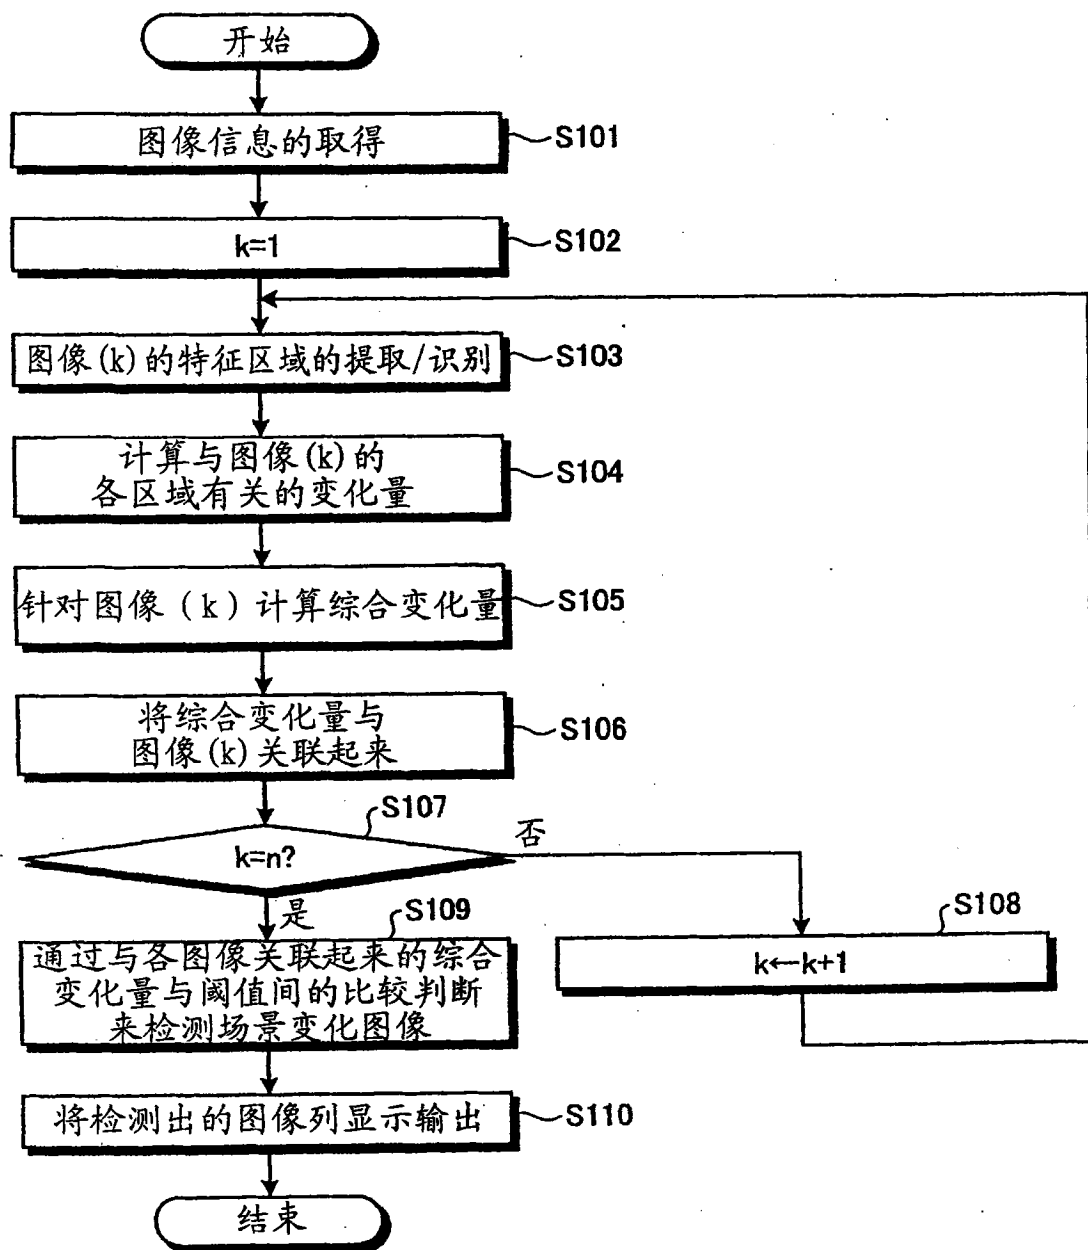 开始
图像信息的取得
S101
k=1
S102
图像(k)的特征区域的提取/识别
S103
计算与图像(k)的
各区域有关的变化量
S104
针对图像(k)计算综合变化量
S105
将综合变化量与
图像(k)关联起来
S106
S107
k=n?
否
是
S109
通过与各图像关联起来的综合
变化量与阈值间的比较判断
来检测场景变化图像
S108
k←k+1
将检测出的图像列显示输出
S110
结束